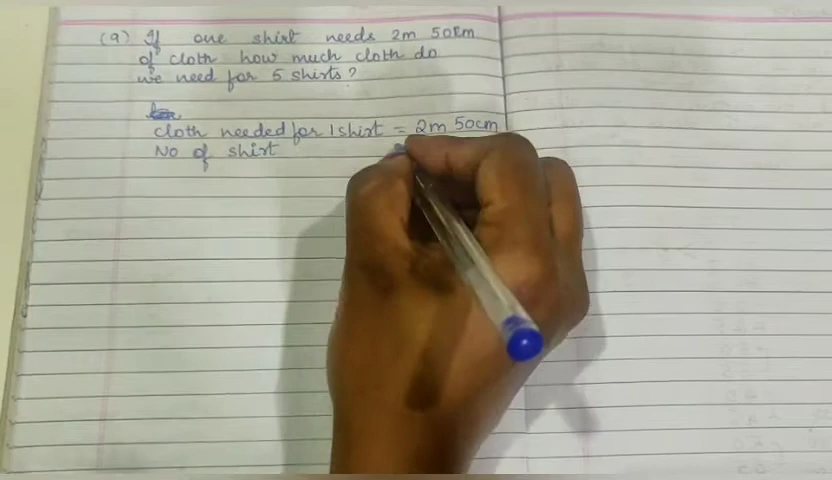 (a) If one shirt needs 2m 50cm
of cloth how much cloth do
we need for 5 shirts?
cloth needed for 1 shirt = 2m 50cm
No of shirt